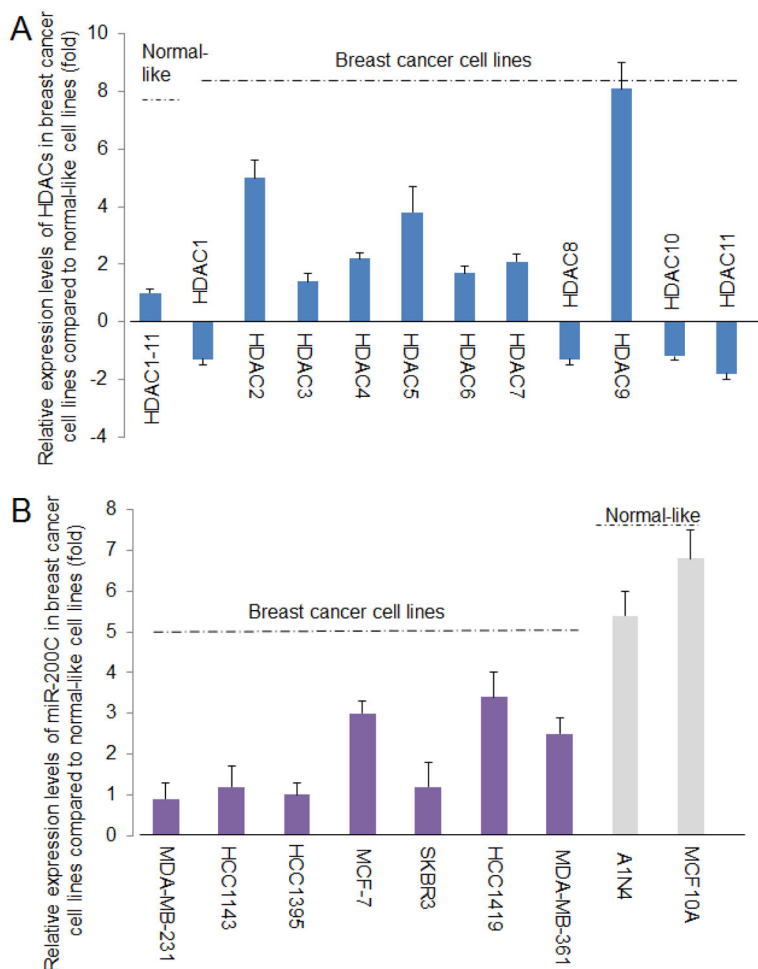 A
Relative expression levels of HDACs in breast cancer
cell lines compared to normal-like cell lines (fold)
10
8
6
4
2
0
-2
-4
Normal-
like
Breast cancer cell lines
HDAC1-11
HDAC1
HDAC2
HDAC3
HDAC4
HDAC5
HDAC6
HDAC7
HDAC8
HDAC9
HDAC10
HDAC11
B
Relative expression levels of miR-200C in breast cancer
cell lines compared to normal-like cell lines (fold)
8
7
6
5
4
3
2
1
0
Breast cancer cell lines
Normal-like
MDA-MB-231
HCC1143
HCC1395
MCF-7
SKBR3
HCC1419
MDA-MB-361
A1N4
MCF10A